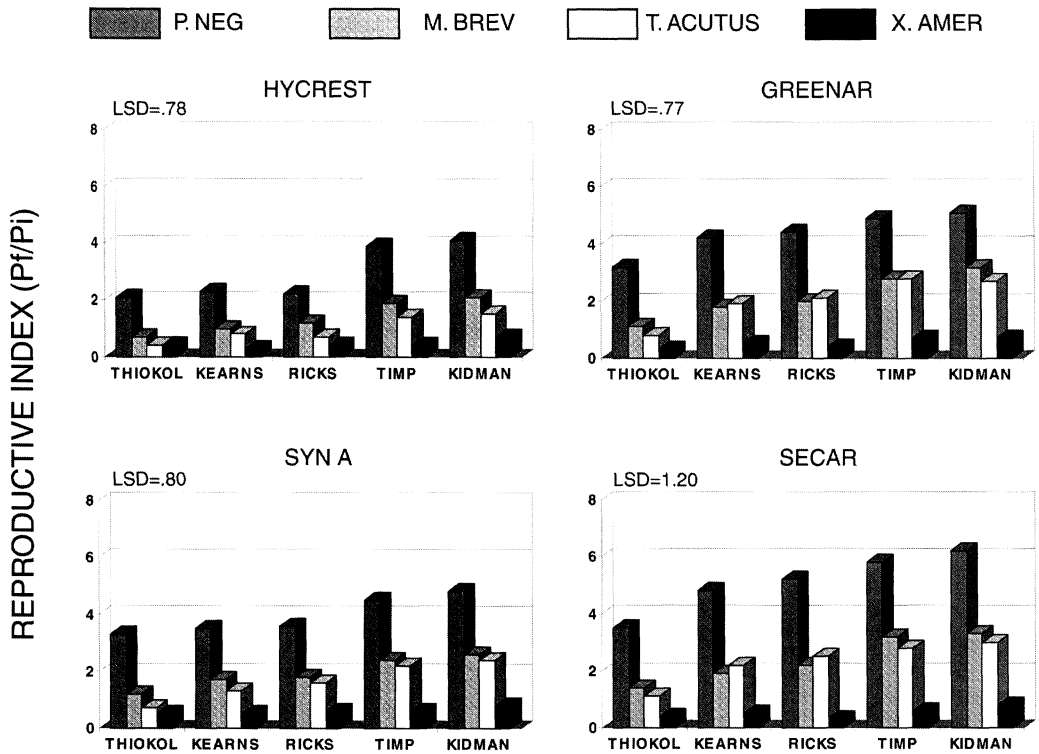 P. NEG M. BREV T. ACUTUS X. AMER
REPRODUCTIVE INDEX (Pf/Pi)
HYCREST
LSD=.78
8
6
4
2
0
THIOKOL KEARNS RICKS TIMP KIDMAN
GREENAR
LSD=.77
8
6
4
2
0
THIOKOL KEARNS RICKS TIMP KIDMAN
SYN A
LSD=.80
8
6
4
2
0
THIOKOL KEARNS RICKS TIMP KIDMAN
SECAR
LSD=1.20
8
6
4
2
0
THIOKOL KEARNS RICKS TIMP KIDMAN